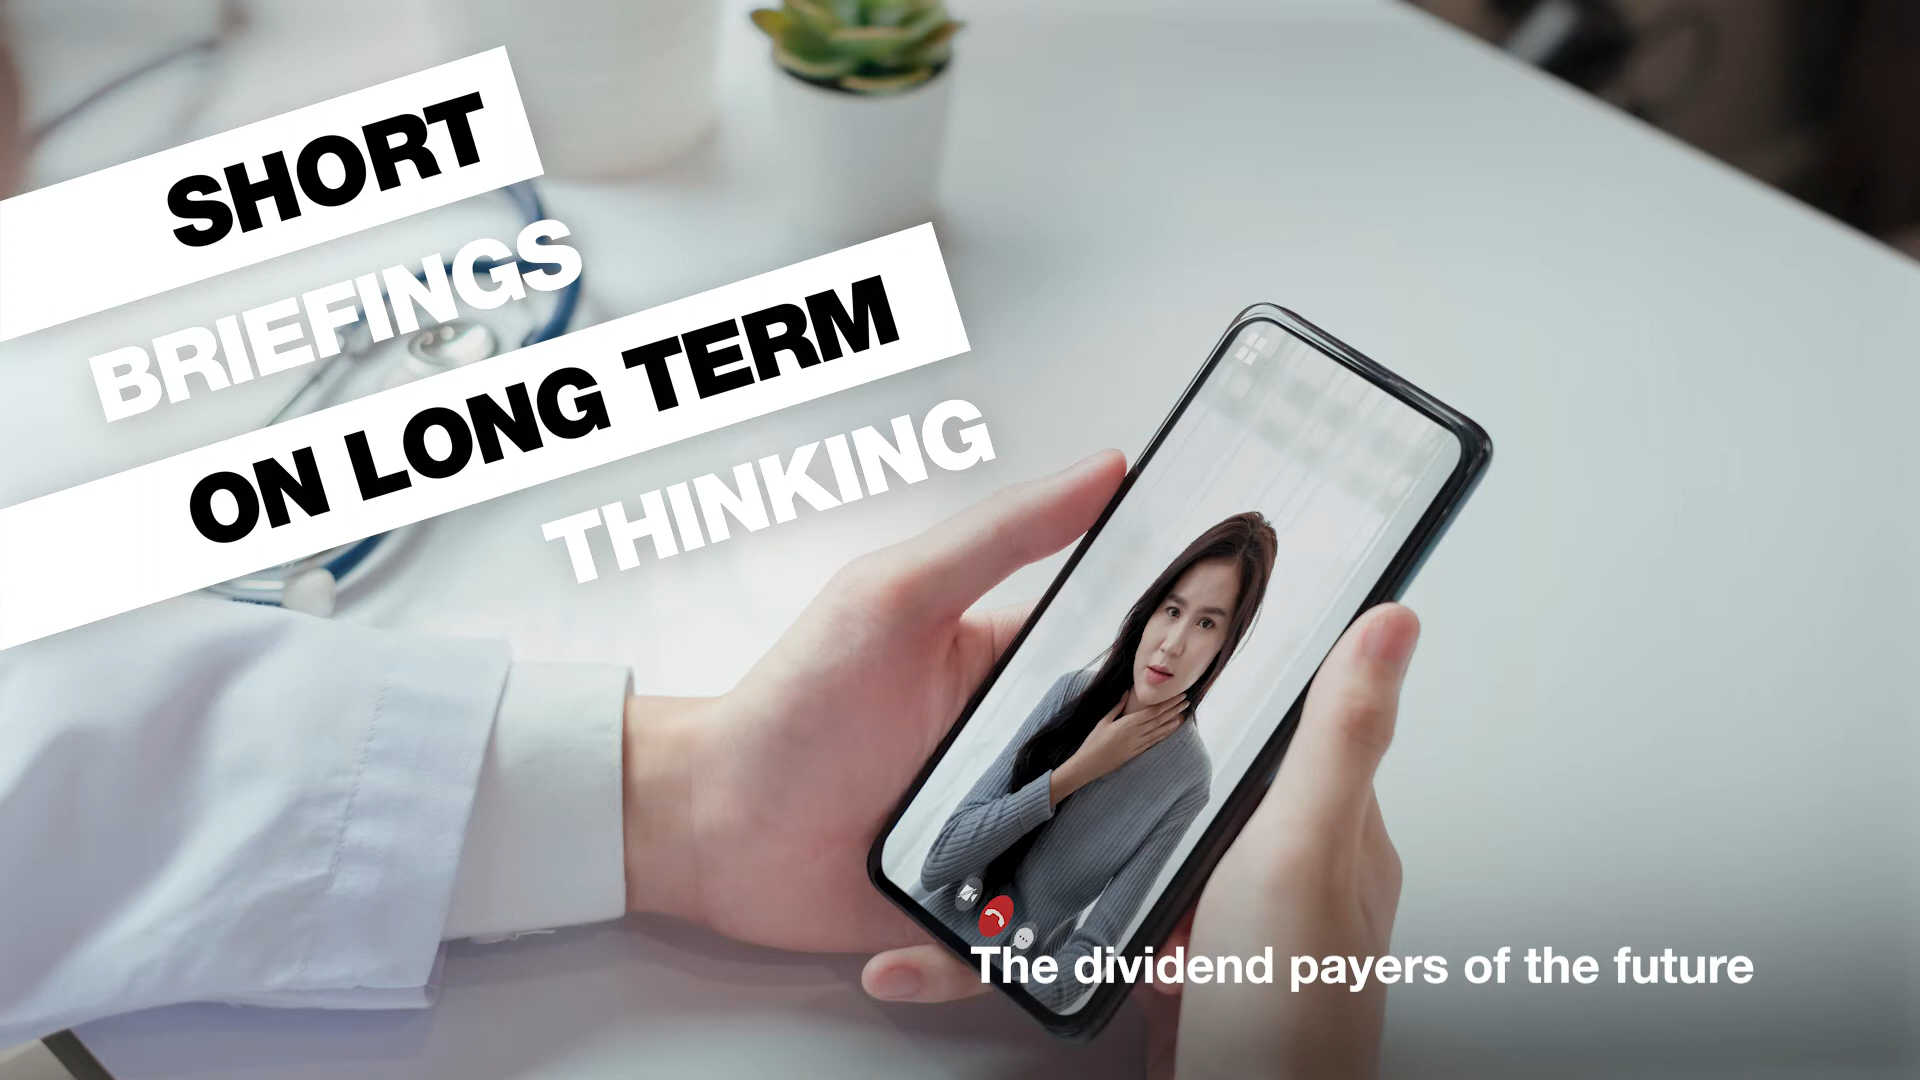 SHORT
BRIEFINGS
ON LONG TERM
THINKING
The dividend payers of the future